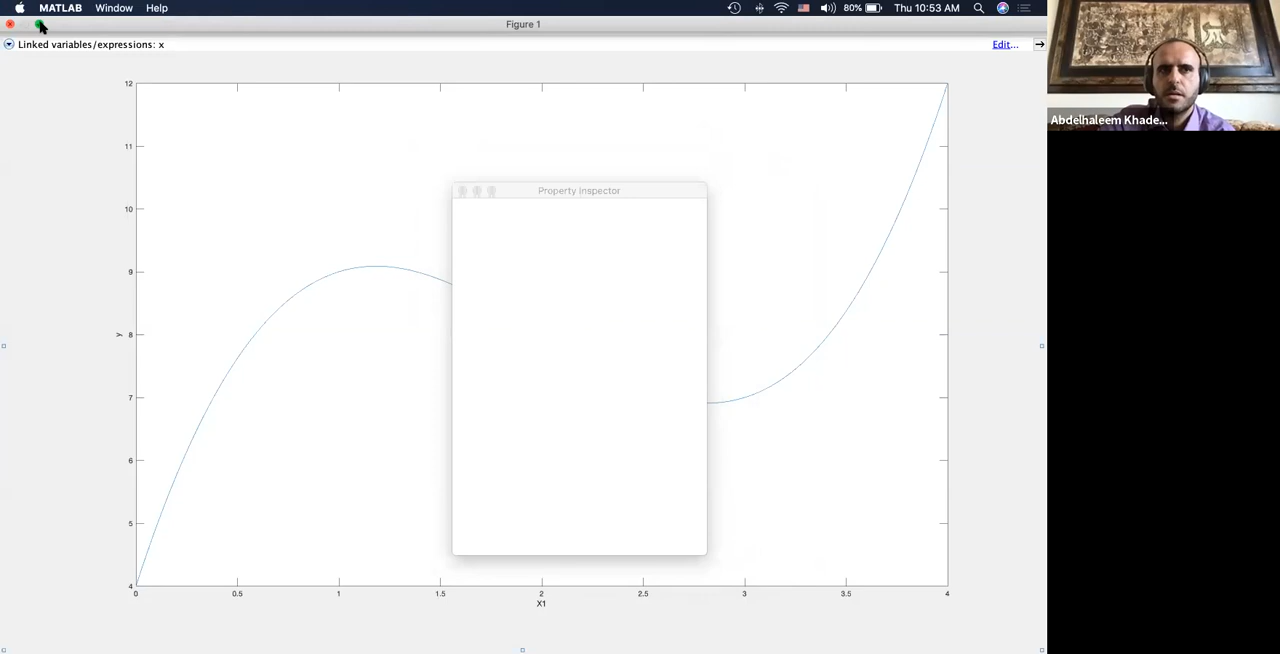 MATLAB Window Help 80% Thu 10:53 AM
Figure 1
Linked variables/expressions: x Edit...
Abdelhaleem Khade...
Property Inspector
12
11
10
9
8
y
7
6
5
4
0 0.5 1 1.5 2 2.5 3 3.5 4
X1